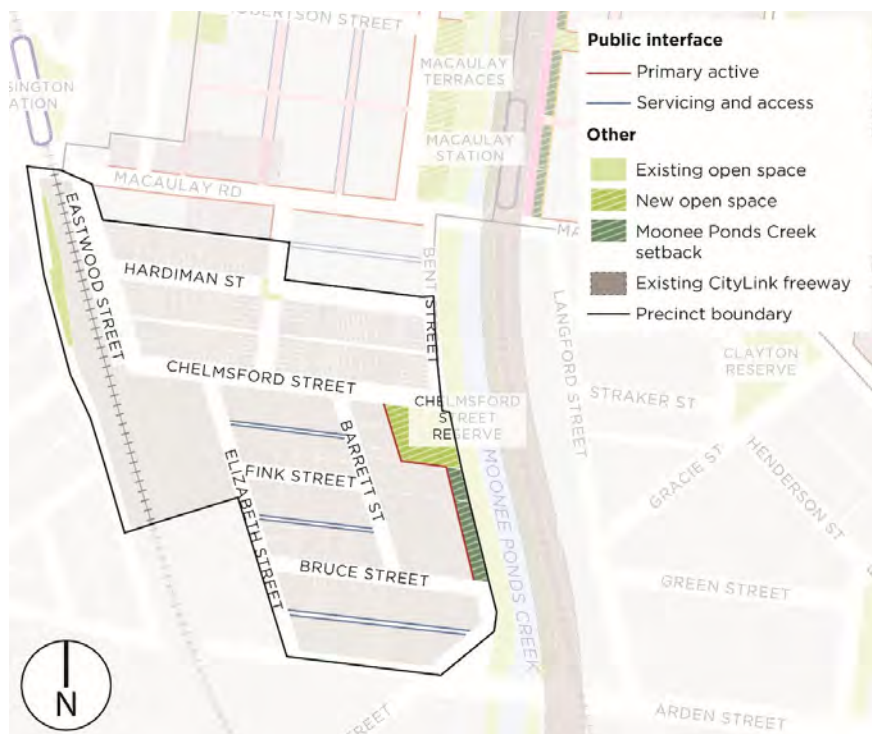 OBERTSON STREET
SINGTON
ATION
MACAULAY
TERRACES
MACAULAY
STATION
MACAULAY RD
MA
Public interface
Primary active
Servicing and access
Other
Existing open space
New open space
Moonee Ponds Creek
setback
Existing CityLink freeway
Precinct boundary
EASTWOOD STREET
HARDIMAN ST
BENT STREET
LANGFORD STREET
CLAYTON
RESERVE
CHELMSFORD STREET
CHELMSFORD
STREET
RESERVE
STRAKER ST
BARRETT ST
FINK STREET
ELIZABETH STREET
MOONEE PONDS CREEK
GRACIE ST
HENDERSON ST
BRUCE STREET
GREEN STREET
STREET
ARDEN STREET
N